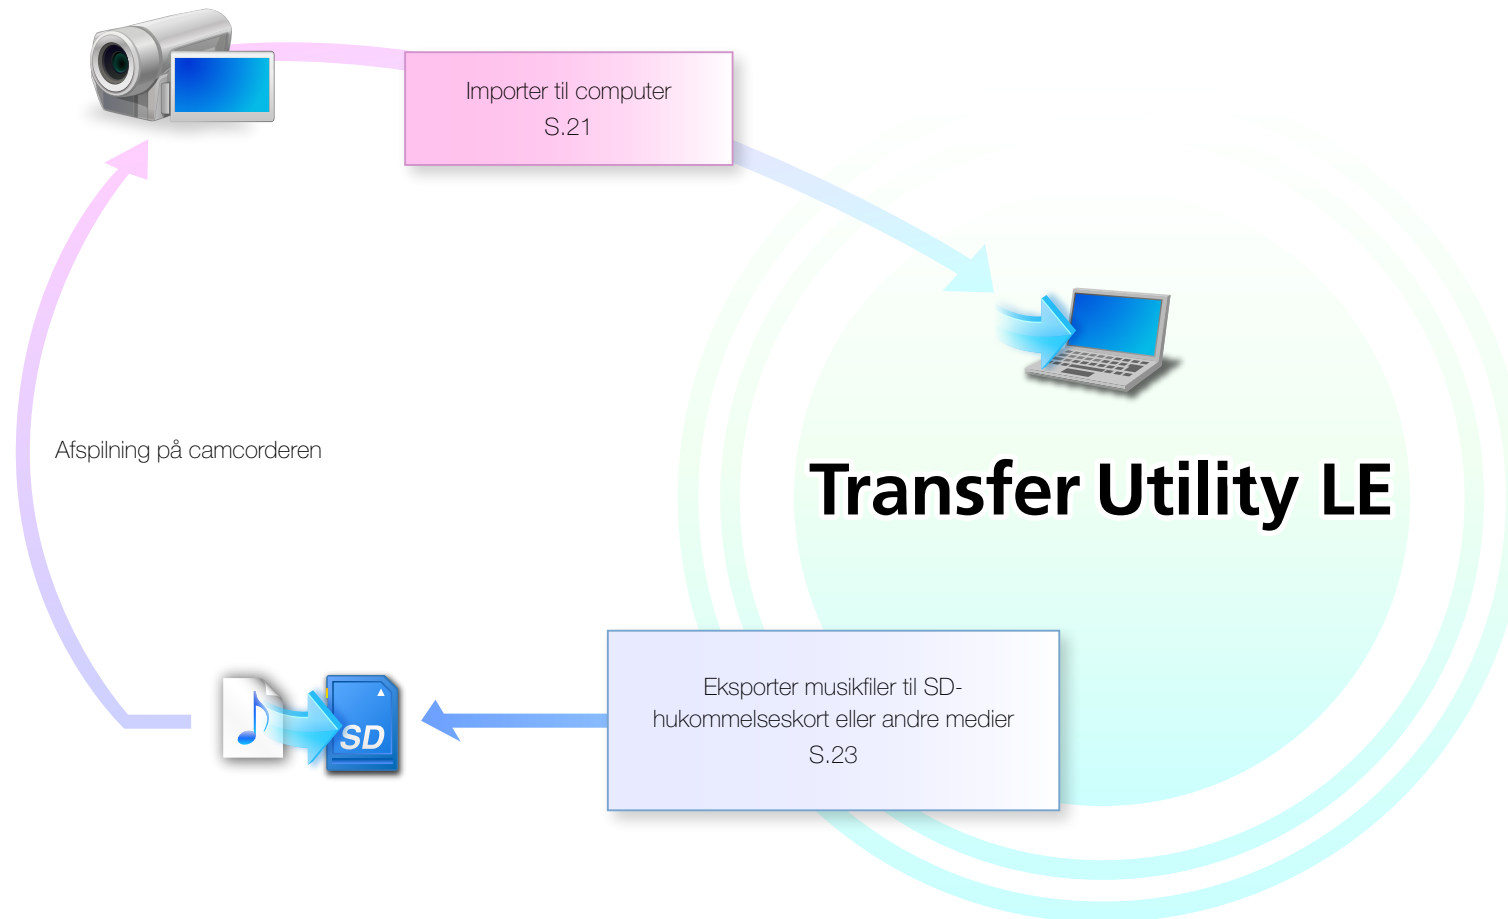 Importer til computer
S.21
Afspilning på camcorderen
Transfer Utility LE
Eksporter musikfiler til SD-
hukommelseskort eller andre medier
S.23
SD